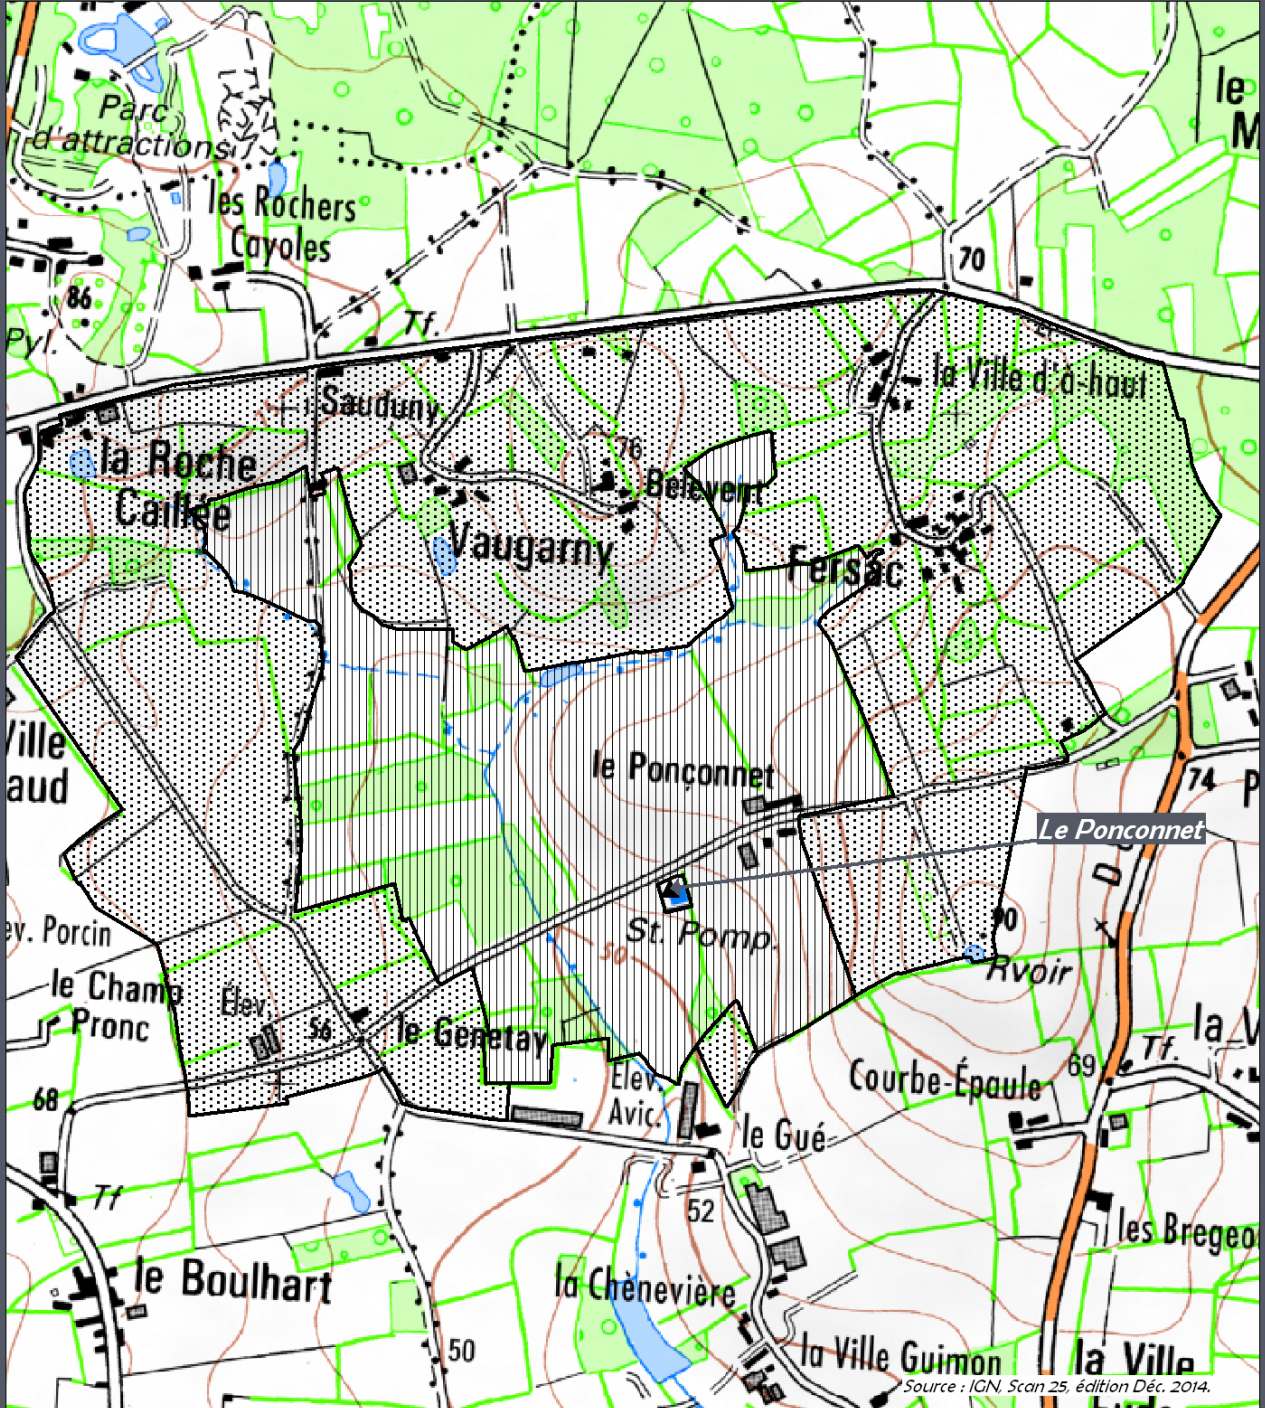 le
M
Parc
d'attractions
les Rochers
Cayoles
70
86
Pyl.
Tf.
la Ville d'à-haut
Sauduny
76
la Roche
Caillée
Belevent
Vaugarny
Fersac
Ville
aud
le Ponçonnet
74
P
Le Ponconnet
D
90
St. Pomp.
50
ev. Porcin
Rvoir
le Champ
Pronc
Élev.
56
le Genetay
la V
Tf.
69
Élev.
Avic.
Courbe-Épaule
68
le Gué
Tf
52
les Bregeo
le Boulhart
la Chènevière
50
la Ville Guimon
la Ville
Source : IGN, Scan 25, édition Déc. 2014.